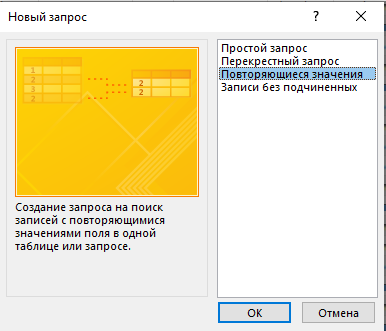 Новый запрос
?
Простой запрос
Перекрестный запрос
Повторяющиеся значения
Записи без подчиненных
1
2
3
2
2
2
Создание запроса на поиск
записей с повторяющимися
значениями поля в одной
таблице или запросе.
ОК
Отмена